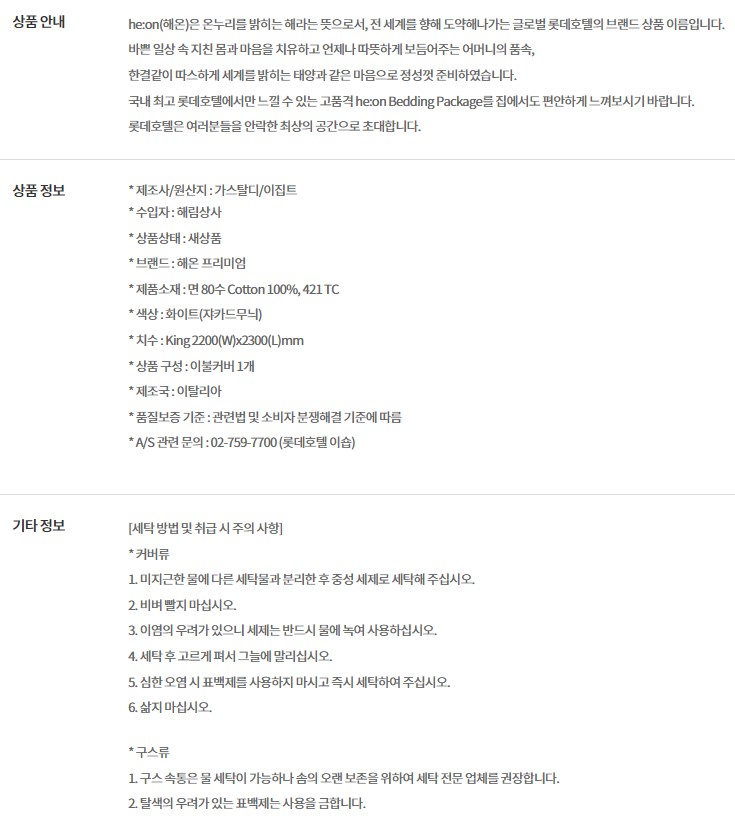 상품 안내
he:on(해온)은 온누리를 밝히는 해라는 뜻으로서, 전 세계를 향해 도약해나가는 글로벌 롯데호텔의 브랜드 상품 이름입니다.
바쁜 일상 속 지친 몸과 마음을 치유하고 언제나 따뜻하게 보듬어주는 어머니의 품속,
한결같이 따스하게 세계를 밝히는 태양과 같은 마음으로 정성껏 준비하였습니다.
국내 최고 롯데호텔에서만 느낄 수 있는 고품격 he:on Bedding Package를 집에서도 편안하게 느껴보시기 바랍니다.
롯데호텔은 여러분들을 안락한 최상의 공간으로 초대합니다.
상품 정보
* 제조사/원산지 : 가스탈디/이집트
* 수입자 : 해림상사
* 상품상태 : 새상품
* 브랜드 : 해온 프리미엄
* 제품소재 : 면 80수 Cotton 100%, 421 TC
* 색상 : 화이트(쟈카드무늬)
* 치수 : King 2200(W)x2300(L)mm
* 상품 구성 : 이불커버 1개
* 제조국 : 이탈리아
* 품질보증 기준 : 관련법 및 소비자 분쟁해결 기준에 따름
* A/S 관련 문의 : 02-759-7700 (롯데호텔 이숍)
기타 정보
[세탁 방법 및 취급 시 주의 사항]
* 커버류
1. 미지근한 물에 다른 세탁물과 분리한 후 중성 세제로 세탁해 주십시오.
2. 비벼 빨지 마십시오.
3. 이염의 우려가 있으니 세제는 반드시 물에 녹여 사용하십시오.
4. 세탁 후 고르게 펴서 그늘에 말리십시오.
5. 심한 오염 시 표백제를 사용하지 마시고 즉시 세탁하여 주십시오.
6. 삶지 마십시오.
* 구스류
1. 구스 속통은 물 세탁이 가능하나 솜의 오랜 보존을 위하여 세탁 전문 업체를 권장합니다.
2. 탈색의 우려가 있는 표백제는 사용을 금합니다.